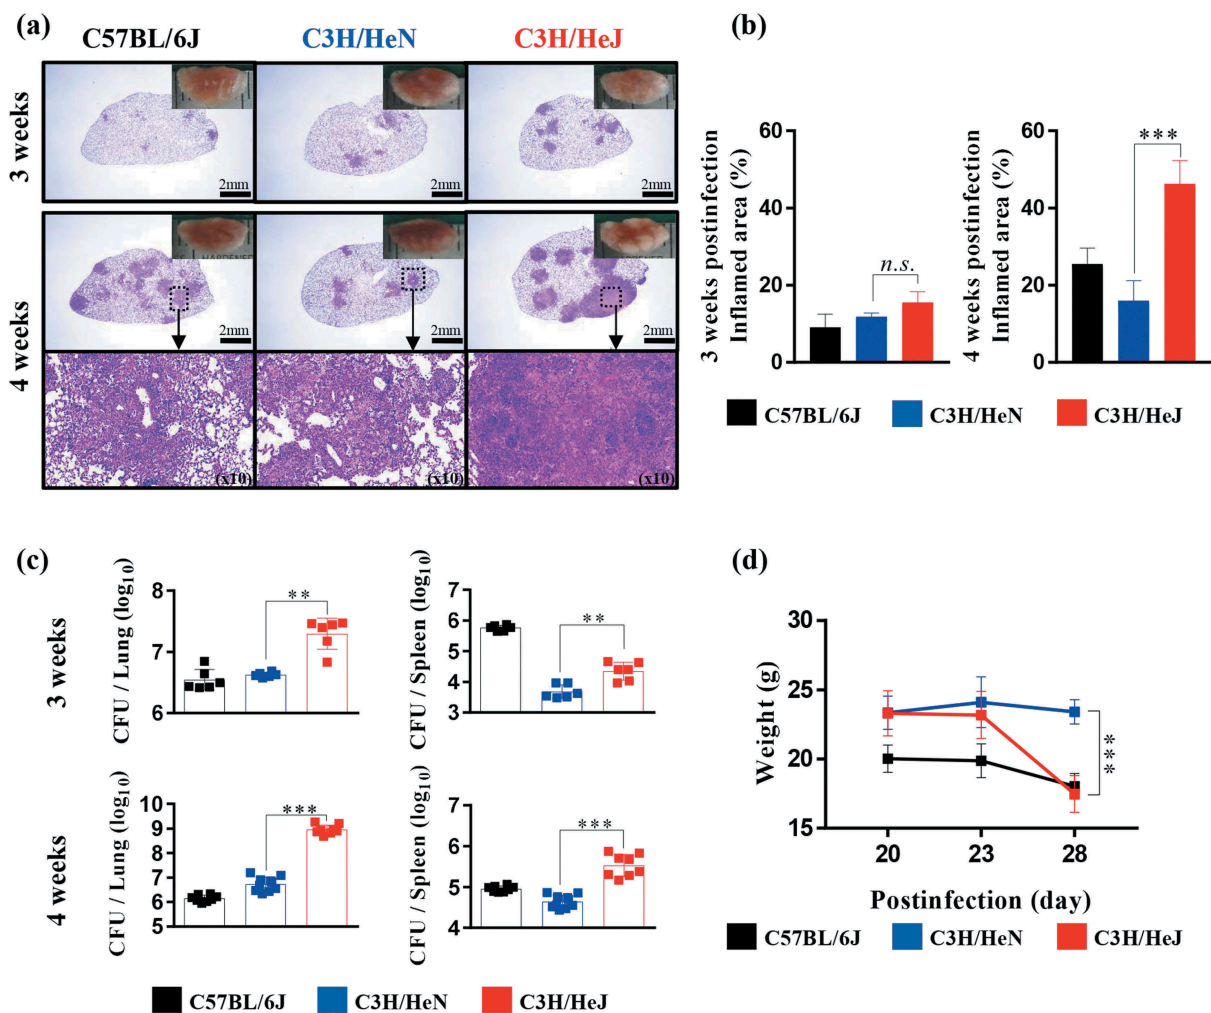 (a)
C57BL/6J C3H/HeN C3H/HeJ
3 weeks
2mm 2mm 2mm
4 weeks
2mm 2mm 2mm
(x10) (x10) (x10)
(b)
3 weeks postinfection
Inflamed area (%)
60
40
20
0
n.s.
4 weeks postinfection
Inflamed area (%)
60
40
20
0
***
C57BL/6J C3H/HeN C3H/HeJ
(c)
3 weeks
CFU / Lung (log10)
8
7
6
**
CFU / Spleen (log10)
7
6
5
4
3
**
4 weeks
CFU / Lung (log10)
10
9
8
7
6
5
***
CFU / Spleen (log10)
7
6
5
4
***
C57BL/6J C3H/HeN C3H/HeJ
(d)
Weight (g)
30
25
20
15
***
20 23 28
Postinfection (day)
C57BL/6J C3H/HeN C3H/HeJ